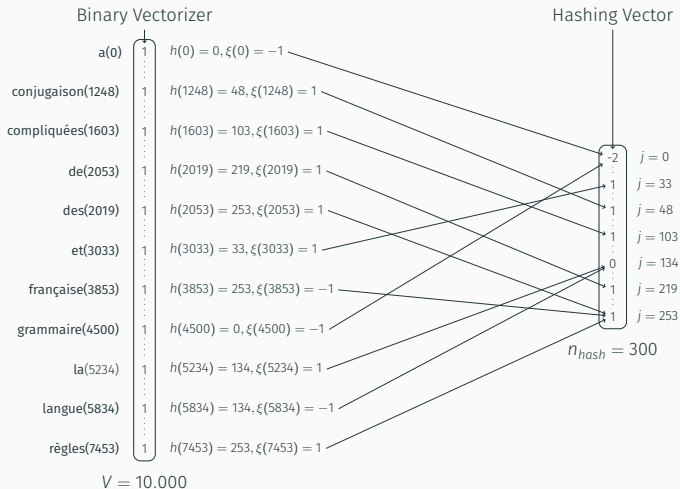 Binary Vectorizer
Hashing Vector
a(0) 1 h(0) = 0, ξ(0) = −1
conjugaison(1248) 1 h(1248) = 48, ξ(1248) = 1
compliquées(1603) 1 h(1603) = 103, ξ(1603) = 1
de(2053) 1 h(2019) = 219, ξ(2019) = 1
des(2019) 1 h(2053) = 253, ξ(2053) = 1
et(3033) 1 h(3033) = 33, ξ(3033) = 1
française(3853) 1 h(3853) = 253, ξ(3853) = −1
grammaire(4500) 1 h(4500) = 0, ξ(4500) = −1
la(5234) 1 h(5234) = 134, ξ(5234) = 1
langue(5834) 1 h(5834) = 134, ξ(5834) = −1
règles(7453) 1 h(7453) = 253, ξ(7453) = 1
V = 10.000
-2 j = 0
1 j = 33
1 j = 48
1 j = 103
0 j = 134
1 j = 219
1 j = 253
n_hash = 300